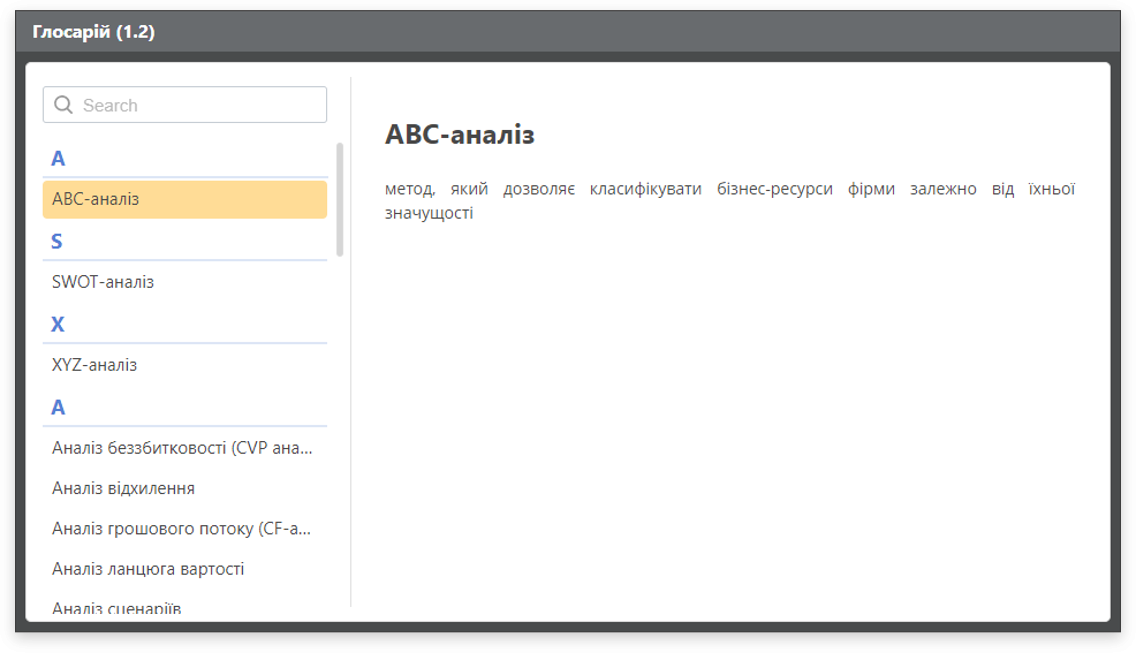 Глосарій (1.2)
Search
A
ABC-аналіз
S
SWOT-аналіз
X
XYZ-аналіз
А
Аналіз беззбитковості (CVP ана...
Аналіз відхилення
Аналіз грошового потоку (CF-а...
Аналіз ланцюга вартості
Аналіз сценаріїв
ABC-аналіз
метод, який дозволяє класифікувати бізнес-ресурси фірми залежно від їхньої
значущості